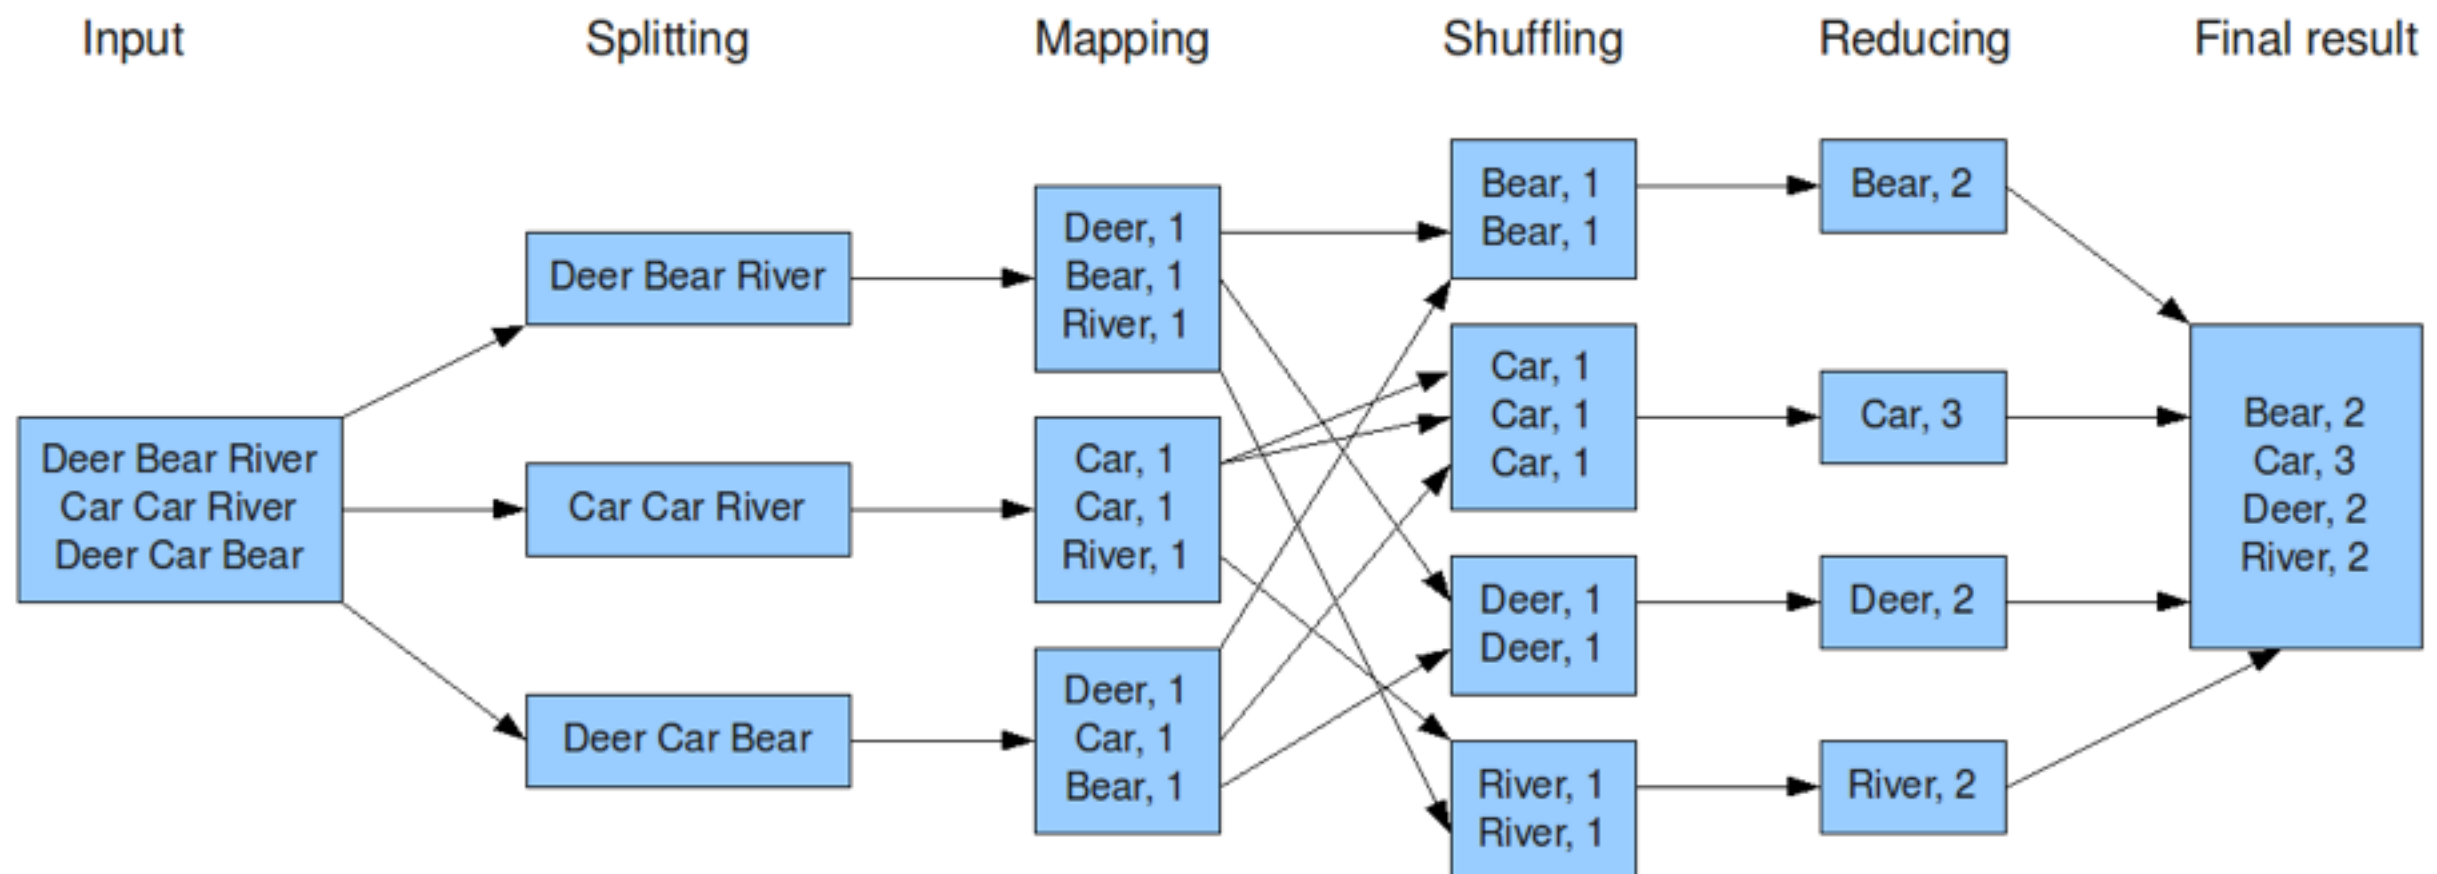 Input
Splitting
Mapping
Shuffling
Reducing
Final result
Deer Bear River
Car Car River
Deer Car Bear
Deer Bear River
Car Car River
Deer Car Bear
Deer, 1
Bear, 1
River, 1
Car, 1
Car, 1
River, 1
Deer, 1
Car, 1
Bear, 1
Bear, 1
Bear, 1
Car, 1
Car, 1
Car, 1
Deer, 1
Deer, 1
River, 1
River, 1
Bear, 2
Car, 3
Deer, 2
River, 2
Bear, 2
Car, 3
Deer, 2
River, 2